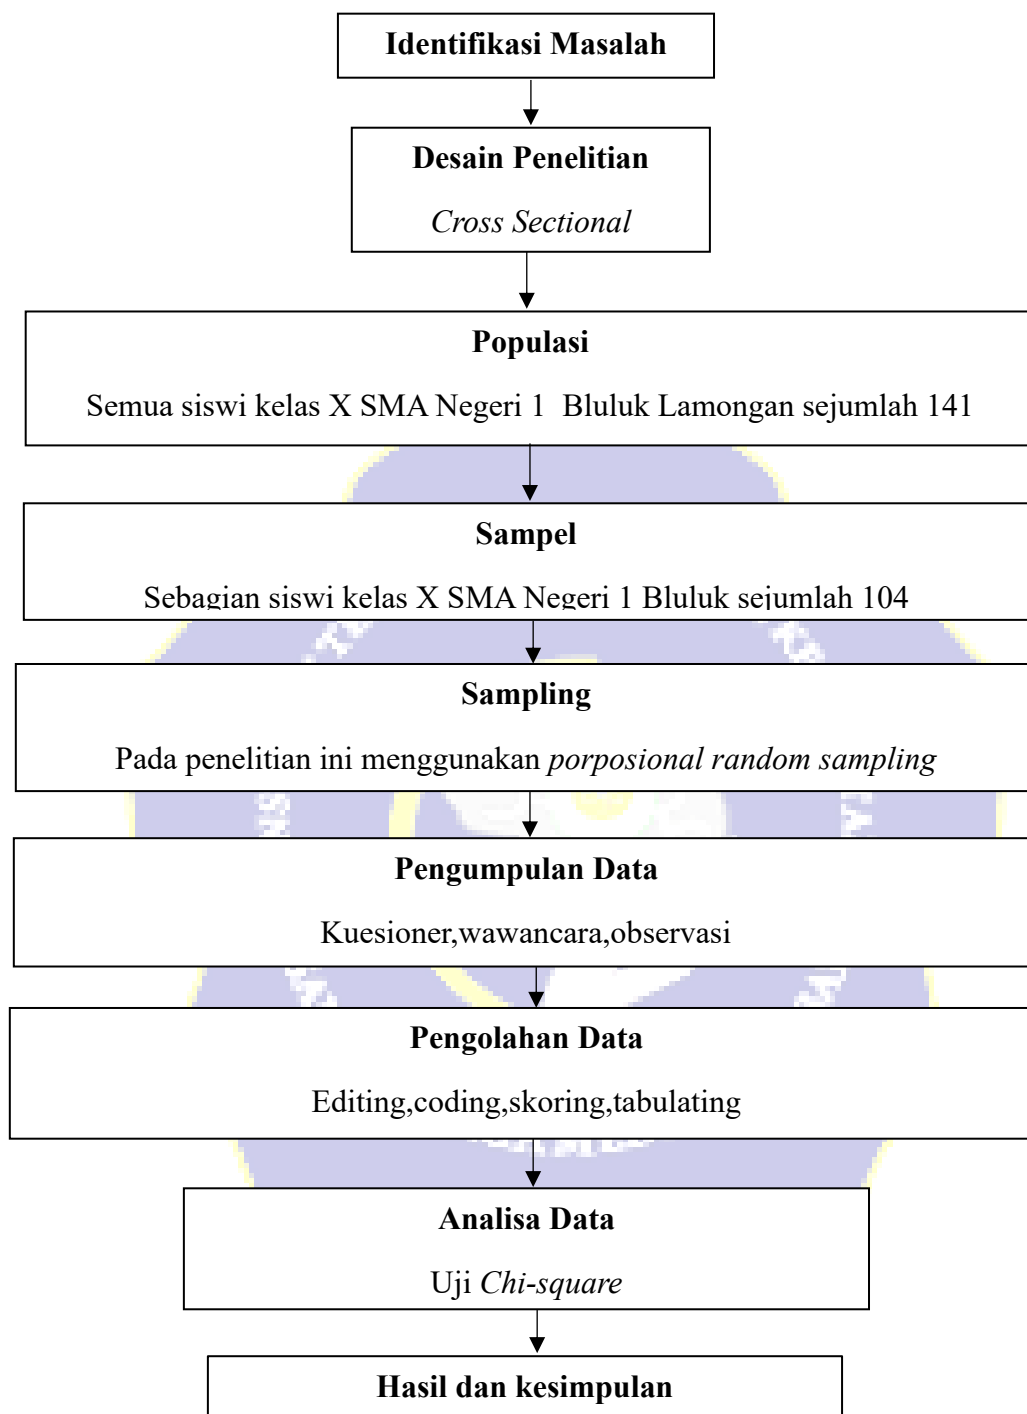 Identifikasi Masalah
Desain Penelitian
Cross Sectional
Populasi
Semua siswi kelas X SMA Negeri 1  Bluluk Lamongan sejumlah 141
Sampel
Sebagian siswi kelas X SMA Negeri 1 Bluluk sejumlah 104
Sampling
Pada penelitian ini menggunakan porposional random sampling
Pengumpulan Data
Kuesioner,wawancara,observasi
Pengolahan Data
Editing,coding,skoring,tabulating
Analisa Data
Uji Chi-square
Hasil dan kesimpulan